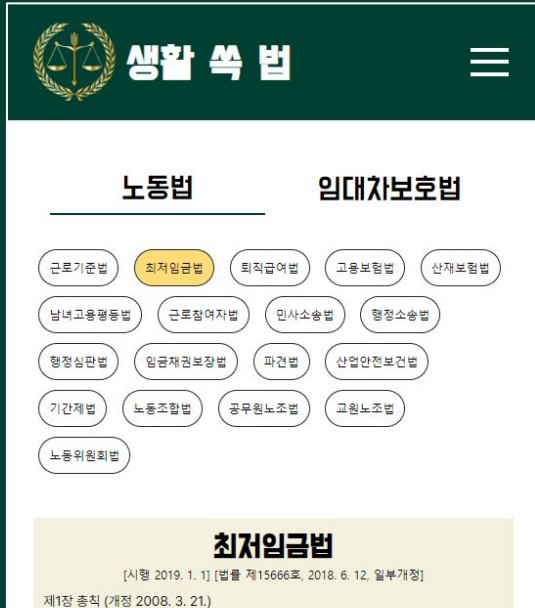 생활 쏙 법
노동법 임대차보호법
근로기준법 최저임금법 퇴직급여법 고용보험법 산재보험법
남녀고용평등법 근로참여자법 민사소송법 행정소송법
행정심판법 임금채권보장법 파견법 산업안전보건법
기간제법 노동조합법 공무원노조법 교원노조법
노동위원회법
최저임금법
[시행 2019. 1. 1] [법률 제15666호, 2018. 6. 12, 일부개정]
제1장 총칙 (개정 2008. 3. 21.)